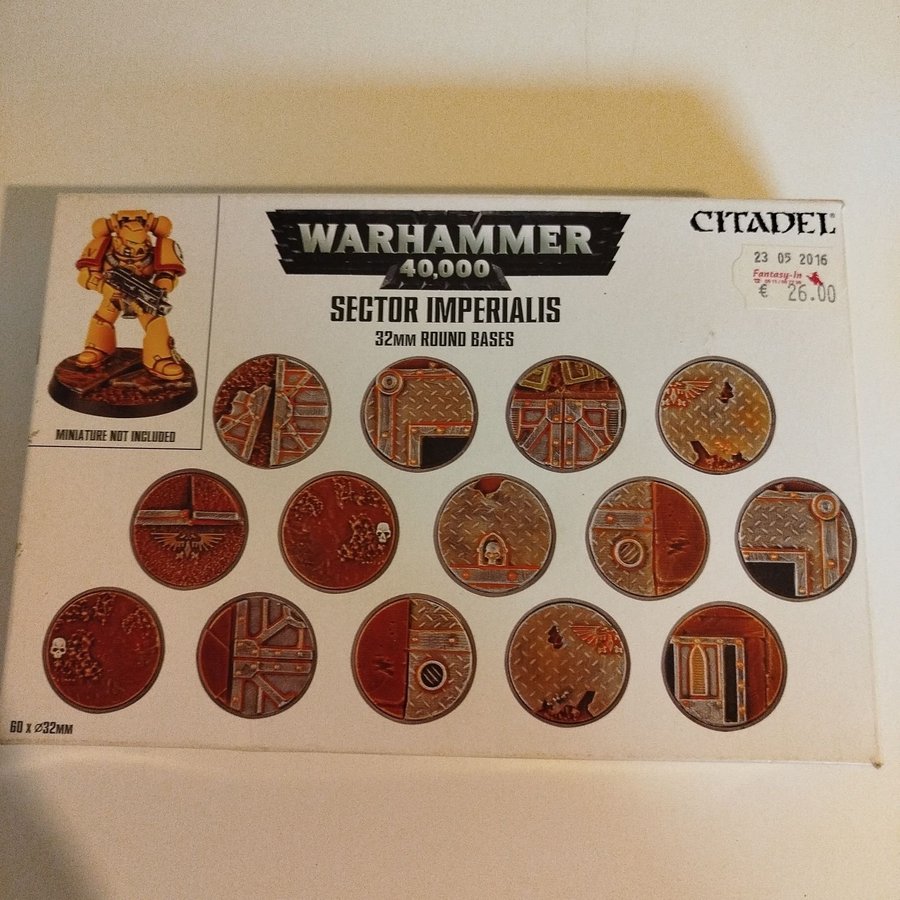 WARHAMMER
40,000
SECTOR IMPERIALIS
32MM ROUND BASES
CITADEL®
23 05 2016
Fantasy-In
€ 26.00
MINIATURE NOT INCLUDED
60 X Ø32MM